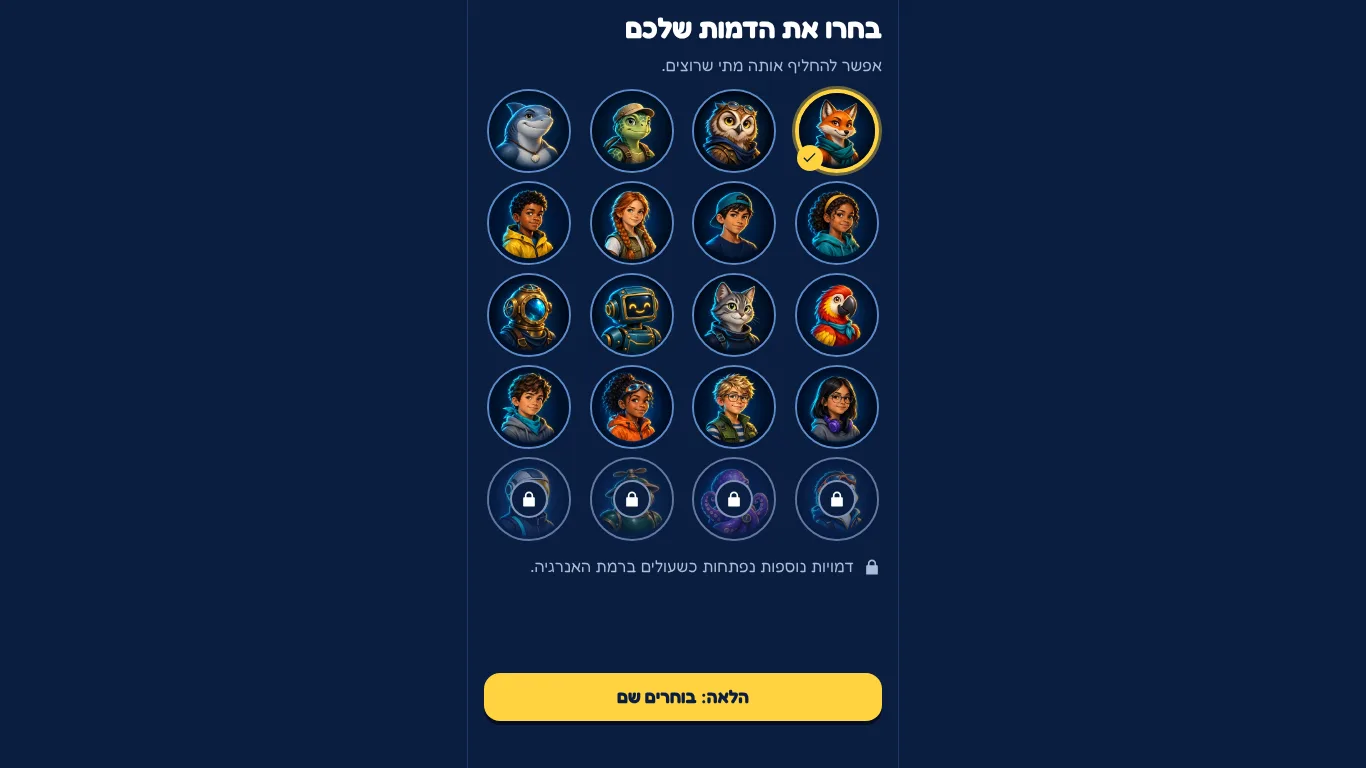 בחרו את הדמות שלכם
אפשר להחליף אותה מתי שרוצים.
דמויות נוספות נפתחות כשעולים ברמת האנרגיה.
הלאה: בוחרים שם